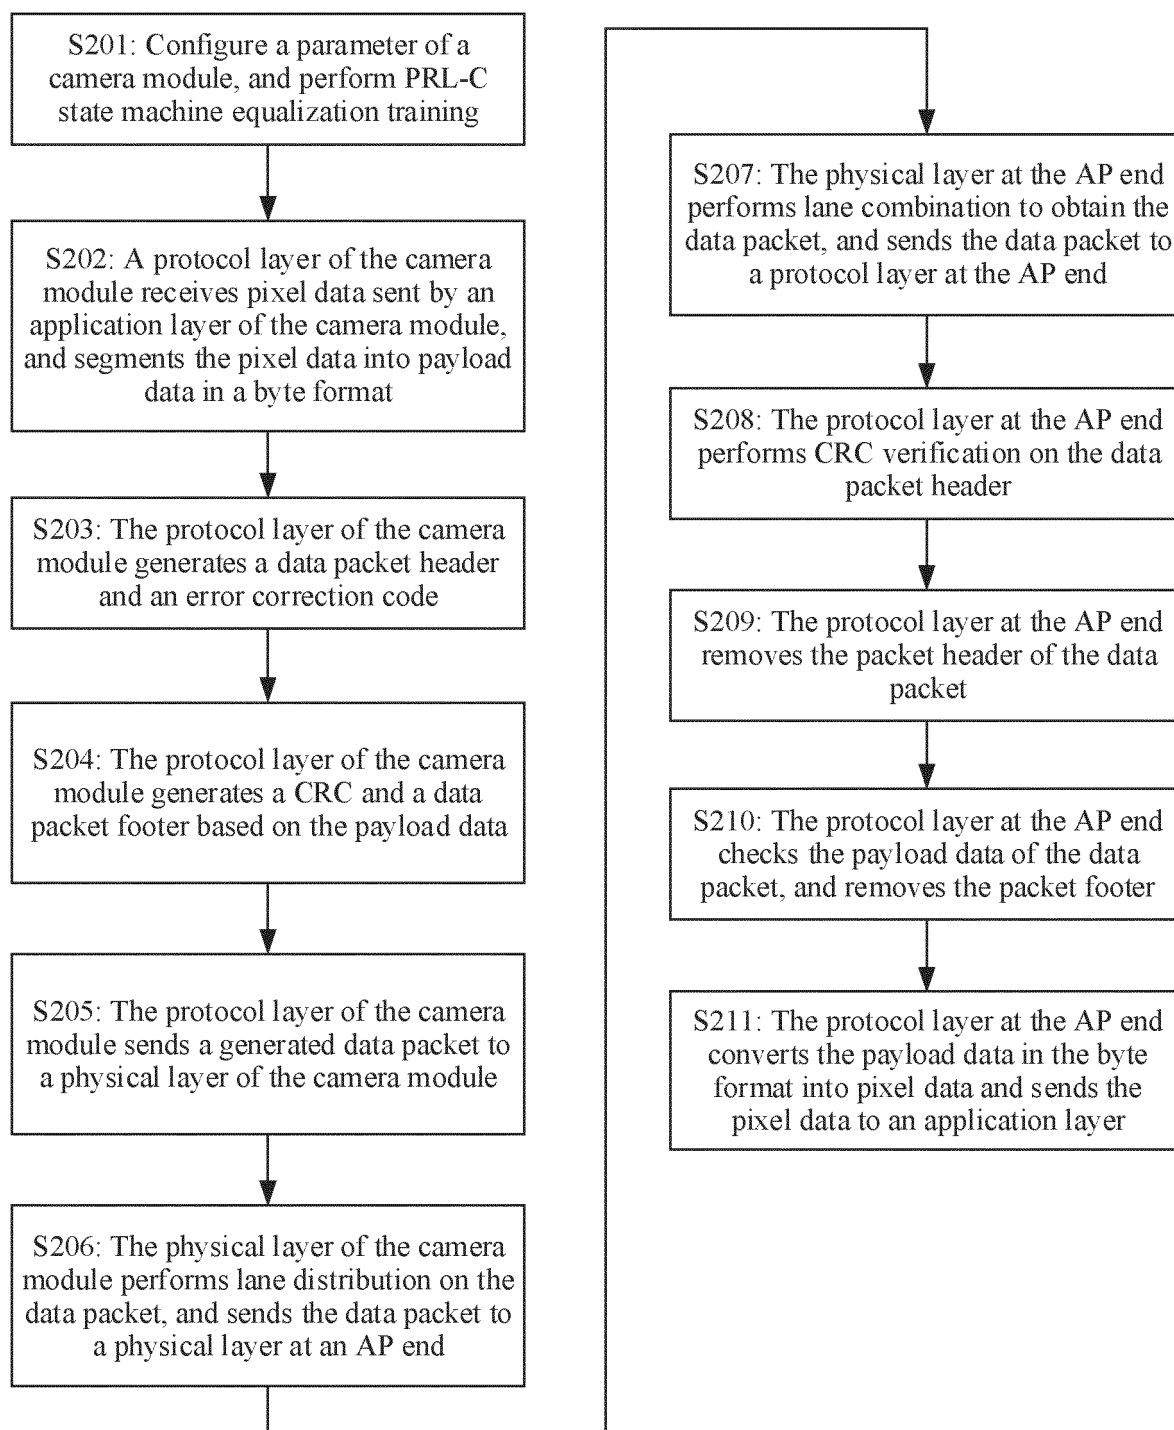 S201: Configure a parameter of a
camera module, and perform PRL-C
state machine equalization training
S202: A protocol layer of the camera
module receives pixel data sent by an
application layer of the camera module,
and segments the pixel data into payload
data in a byte format
S203: The protocol layer of the camera
module generates a data packet header
and an error correction code
S204: The protocol layer of the camera
module generates a CRC and a data
packet footer based on the payload data
S205: The protocol layer of the camera
module sends a generated data packet to
a physical layer of the camera module
S206: The physical layer of the camera
module performs lane distribution on the
data packet, and sends the data packet to
a physical layer at an AP end
S207: The physical layer at the AP end
performs lane combination to obtain the
data packet, and sends the data packet to
a protocol layer at the AP end
S208: The protocol layer at the AP end
performs CRC verification on the data
packet header
S209: The protocol layer at the AP end
removes the packet header of the data
packet
S210: The protocol layer at the AP end
checks the payload data of the data
packet, and removes the packet footer
S211: The protocol layer at the AP end
converts the payload data in the byte
format into pixel data and sends the
pixel data to an application layer